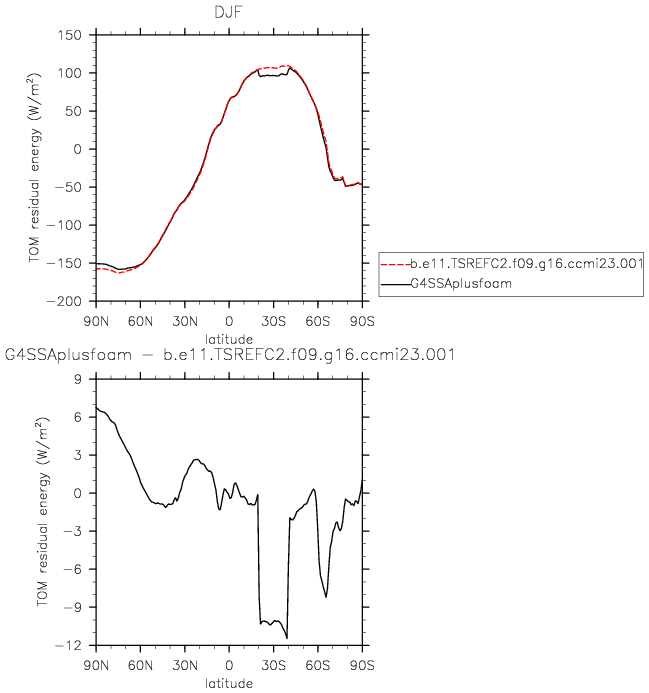 DJF
TOM residual energy (W/m²)
150
100
50
0
−50
−100
−150
−200
90N 60N 30N 0 30S 60S 90S
latitude
b.e11.TSREFC2.f09.g16.ccmi23.001
G4SSAplusfoam
G4SSAplusfoam − b.e11.TSREFC2.f09.g16.ccmi23.001
TOM residual energy (W/m²)
9
6
3
0
−3
−6
−9
−12
90N 60N 30N 0 30S 60S 90S
latitude